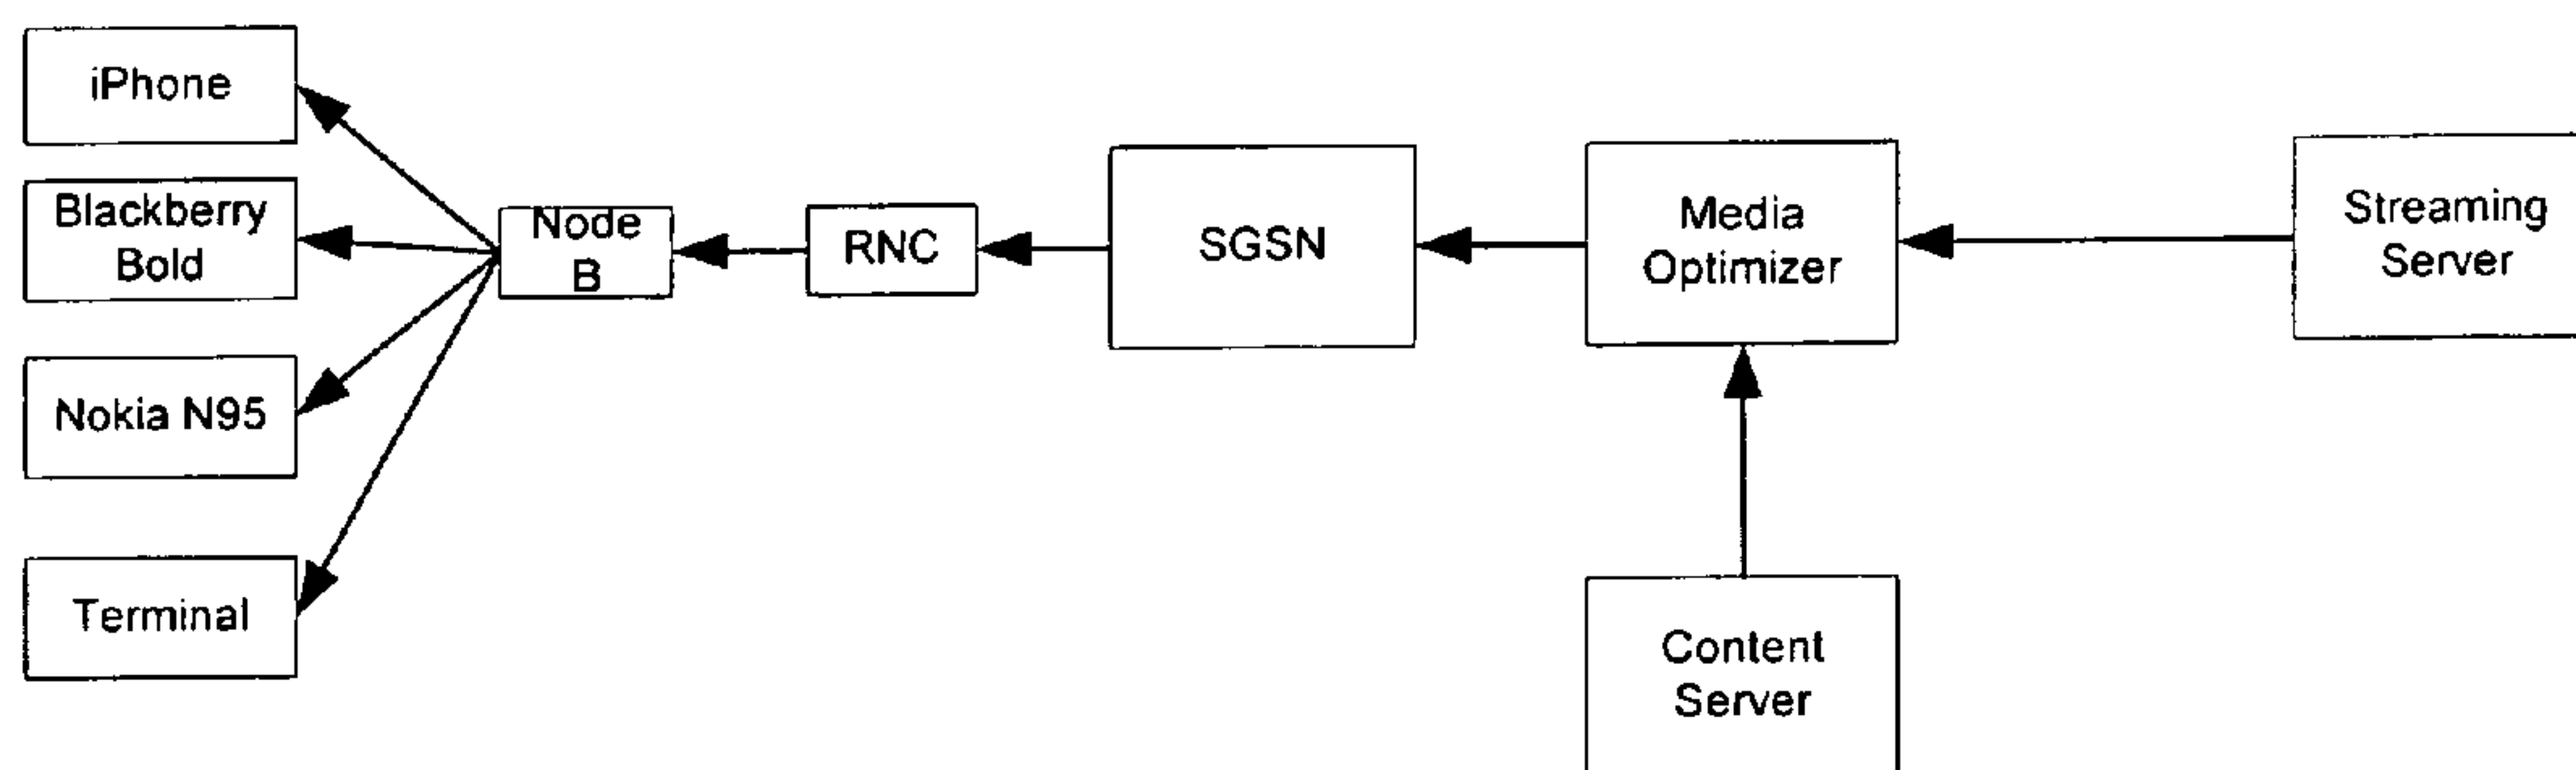 iPhone
Blackberry
Bold
Nokia N95
Terminal
Node
B
RNC
SGSN
Media
Optimizer
Streaming
Server
Content
Server